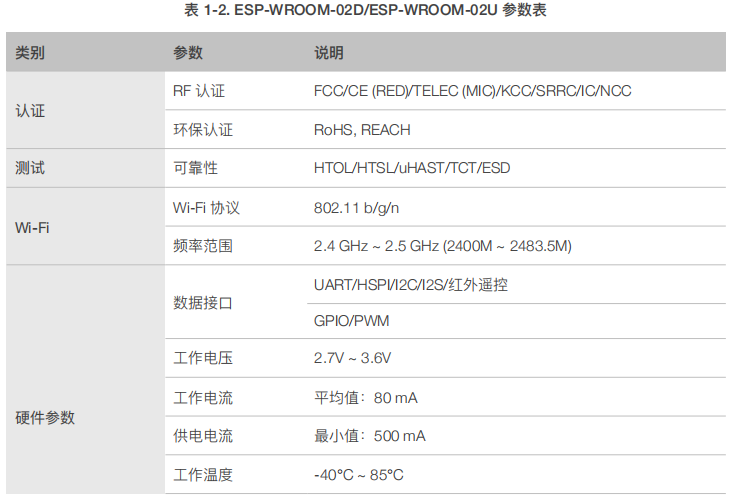 表 1-2. ESP-WROOM-02D/ESP-WROOM-02U 参数表
类别 参数 说明
认证 RF 认证 FCC/CE (RED)/TELEC (MIC)/KCC/SRRC/IC/NCC
环保认证 RoHS, REACH
测试 可靠性 HTOL/HTSL/uHAST/TCT/ESD
Wi-Fi Wi-Fi 协议 802.11 b/g/n
频率范围 2.4 GHz ~ 2.5 GHz (2400M ~ 2483.5M)
硬件参数 数据接口 UART/HSPI/I2C/I2S/红外遥控
GPIO/PWM
工作电压 2.7V ~ 3.6V
工作电流 平均值：80 mA
供电电流 最小值：500 mA
工作温度 -40°C ~ 85°C